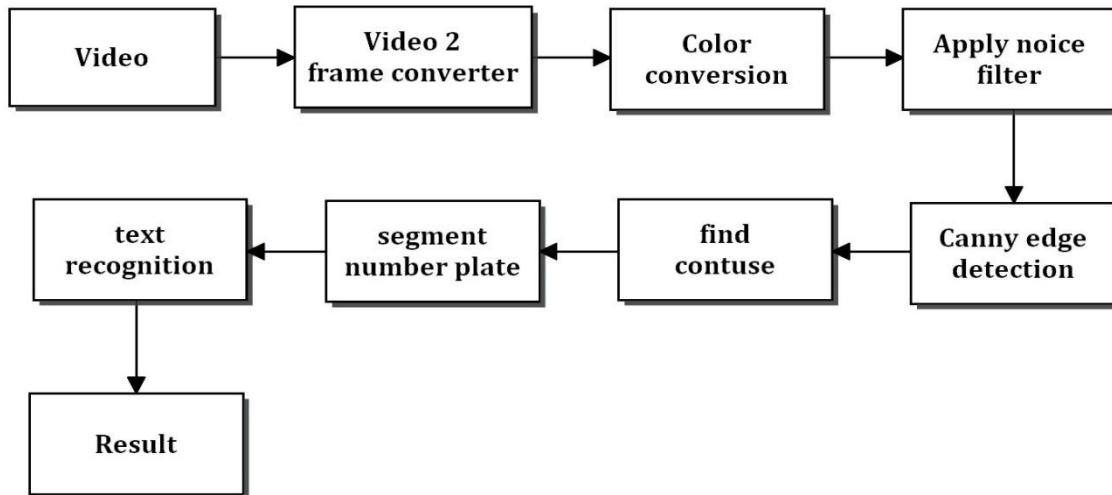 Video
Video 2
frame converter
Color
conversion
Apply noice
filter
Canny edge
detection
find
contuse
segment
number plate
text
recognition
Result